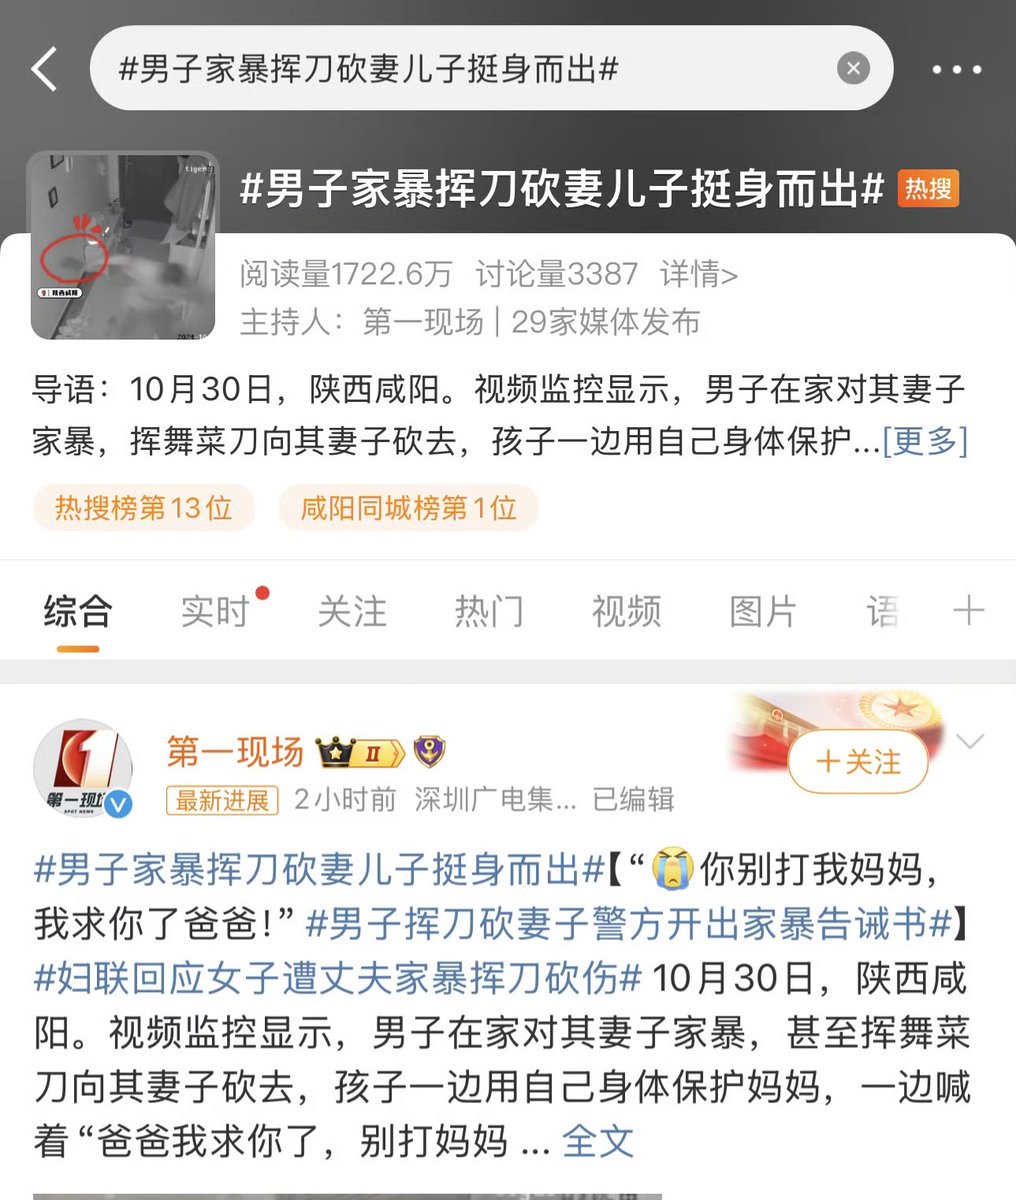 #男子家暴挥刀砍妻儿子挺身而出#
#男子家暴挥刀砍妻儿子挺身而出# 热搜
tiger
陕西咸阳
阅读量1722.6万 讨论量3387 详情>
主持人：第一现场 | 29家媒体发布
导语：10月30日，陕西咸阳。视频监控显示，男子在家对其妻子
家暴，挥舞菜刀向其妻子砍去，孩子一边用自己身体保护...[更多]
热搜榜第13位 咸阳同城榜第1位
综合 实时 关注 热门 视频 图片 语
第一现场 II
+关注
最新进展 2小时前 深圳广电集... 已编辑
1
第一现场
SPOT NEWS
#男子家暴挥刀砍妻儿子挺身而出#【“😭你别打我妈妈，
我求你了爸爸！” #男子挥刀砍妻子警方开出家暴告诫书#】
#妇联回应女子遭丈夫家暴挥刀砍伤# 10月30日，陕西咸
阳。视频监控显示，男子在家对其妻子家暴，甚至挥舞菜
刀向其妻子砍去，孩子一边用自己身体保护妈妈，一边喊
着 “爸爸我求你了，别打妈妈 ... 全文